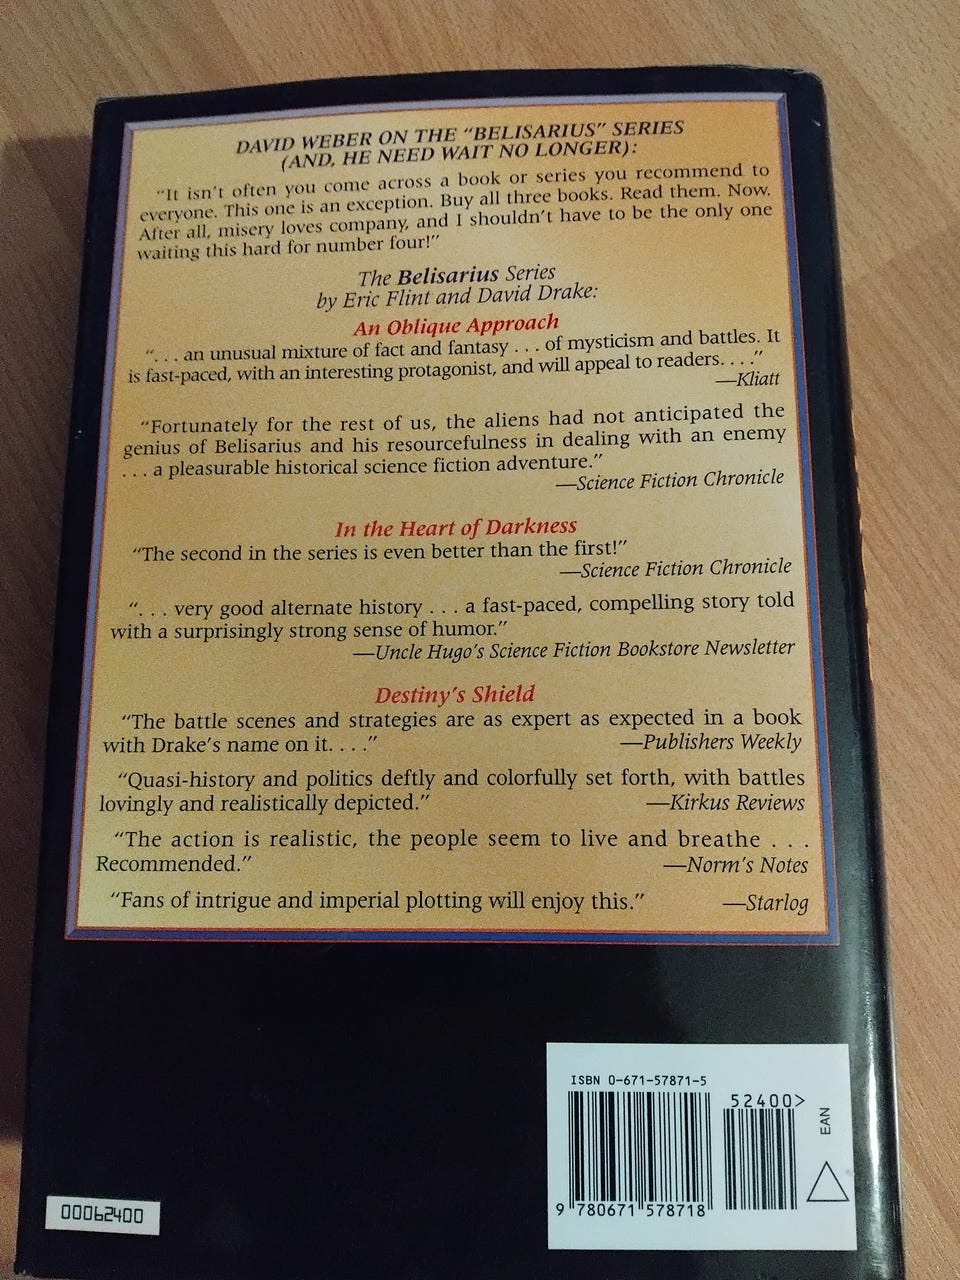 DAVID WEBER ON THE "BELISARIUS" SERIES
(AND, HE NEED WAIT NO LONGER):
"It isn't often you come across a book or series you recommend to
everyone. This one is an exception. Buy all three books. Read them. Now.
After all, misery loves company, and I shouldn't have to be the only one
waiting this hard for number four!"
The Belisarius Series
by Eric Flint and David Drake:
An Oblique Approach
". . . an unusual mixture of fact and fantasy . . . of mysticism and battles. It
is fast-paced, with an interesting protagonist, and will appeal to readers. . . ."
—Kliatt
"Fortunately for the rest of us, the aliens had not anticipated the
genius of Belisarius and his resourcefulness in dealing with an enemy
. . . a pleasurable historical science fiction adventure."
—Science Fiction Chronicle
In the Heart of Darkness
"The second in the series is even better than the first!"
—Science Fiction Chronicle
". . . very good alternate history . . . a fast-paced, compelling story told
with a surprisingly strong sense of humor."
—Uncle Hugo's Science Fiction Bookstore Newsletter
Destiny's Shield
"The battle scenes and strategies are as expert as expected in a book
with Drake's name on it. . . ." —Publishers Weekly
"Quasi-history and politics deftly and colorfully set forth, with battles
lovingly and realistically depicted." —Kirkus Reviews
"The action is realistic, the people seem to live and breathe . . .
Recommended." —Norm's Notes
"Fans of intrigue and imperial plotting will enjoy this." —Starlog
ISBN 0-671-57871-5
52400>
EAN
9 780671 578718
00062400